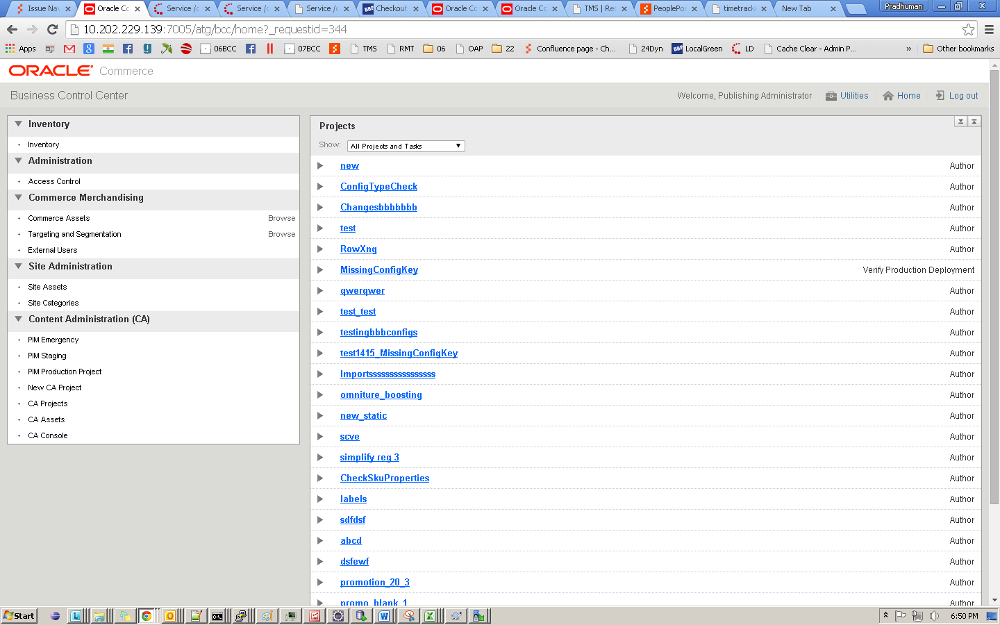 Issue Nav
Oracle Co
Service /c
Service /c
Service /c
Checkout
Oracle Co
Oracle Co
TMS | Rec
PeoplePor
timetracki
New Tab
Pradhuman
10.202.229.139:7005/atg/bcc/home?_requestid=344
Apps
06BCC
07BCC
TMS
RMT
06
OAP
22
Confluence page - Ch...
24Dyn
LocalGreen
LD
Cache Clear - Admin P...
»
Other bookmarks
ORACLE Commerce
Business Control Center
Welcome, Publishing Administrator
Utilities
Home
Log out
Inventory
Inventory
Administration
Access Control
Commerce Merchandising
Commerce Assets Browse
Targeting and Segmentation Browse
External Users
Site Administration
Site Assets
Site Categories
Content Administration (CA)
PIM Emergency
PIM Staging
PIM Production Project
New CA Project
CA Projects
CA Assets
CA Console
Projects
Show: All Projects and Tasks
new Author
ConfigTypeCheck Author
Changesbbbbbbb Author
test Author
RowXng Author
MissingConfigKey Verify Production Deployment
qwerqwer Author
test_test Author
testingbbbconfigs Author
test1415_MissingConfigKey Author
Importssssssssssssssss Author
omniture_boosting Author
new_static Author
scve Author
simplify reg 3 Author
CheckSkuProperties Author
labels Author
sdfdsf Author
abcd Author
dsfewf Author
promotion_20_3 Author
promo_blank_1 Author
Start
6:50 PM